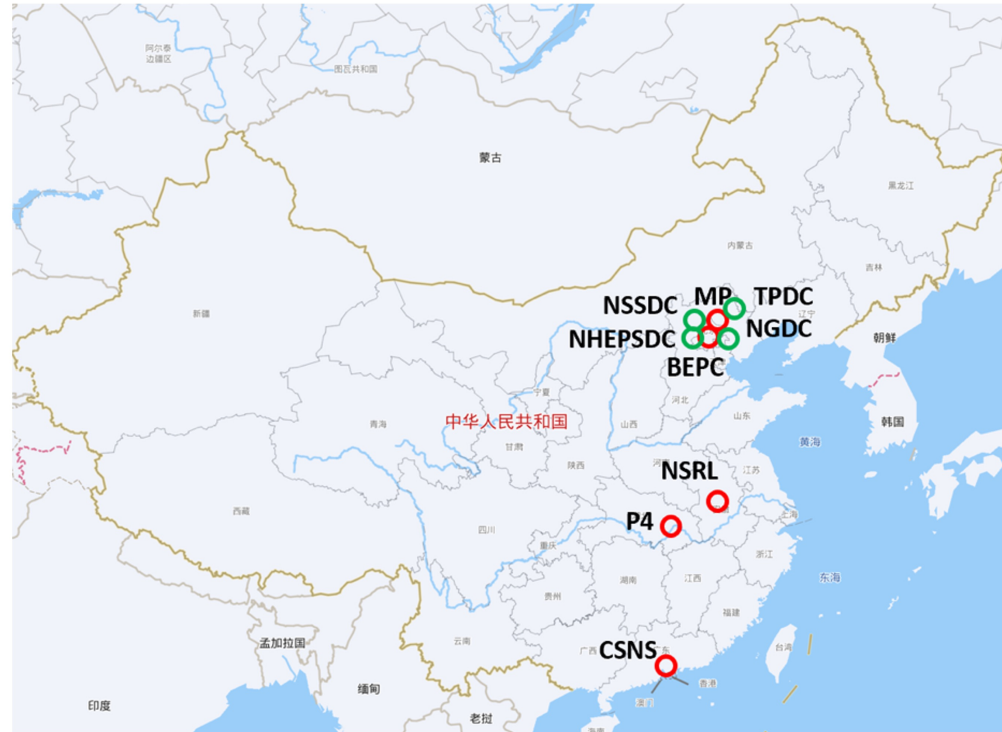 阿尔泰
边疆区
图瓦共和国
蒙古
黑龙江
内蒙古
吉林
新疆
NSSDC
MP
TPDC
辽宁
NHEPSDC
NGDC
朝鲜
BEPC
宁夏
河北
青海
中华人民共和国
山西
山东
韩国
甘肃
黄海
陕西
NSRL
江苏
西藏
P4
上海
四川
重庆
浙江
东海
湖南
江西
贵州
福建
云南
孟加拉国
广西
CSNS
广东
台湾
缅甸
香港
澳门
印度
老挝
海南